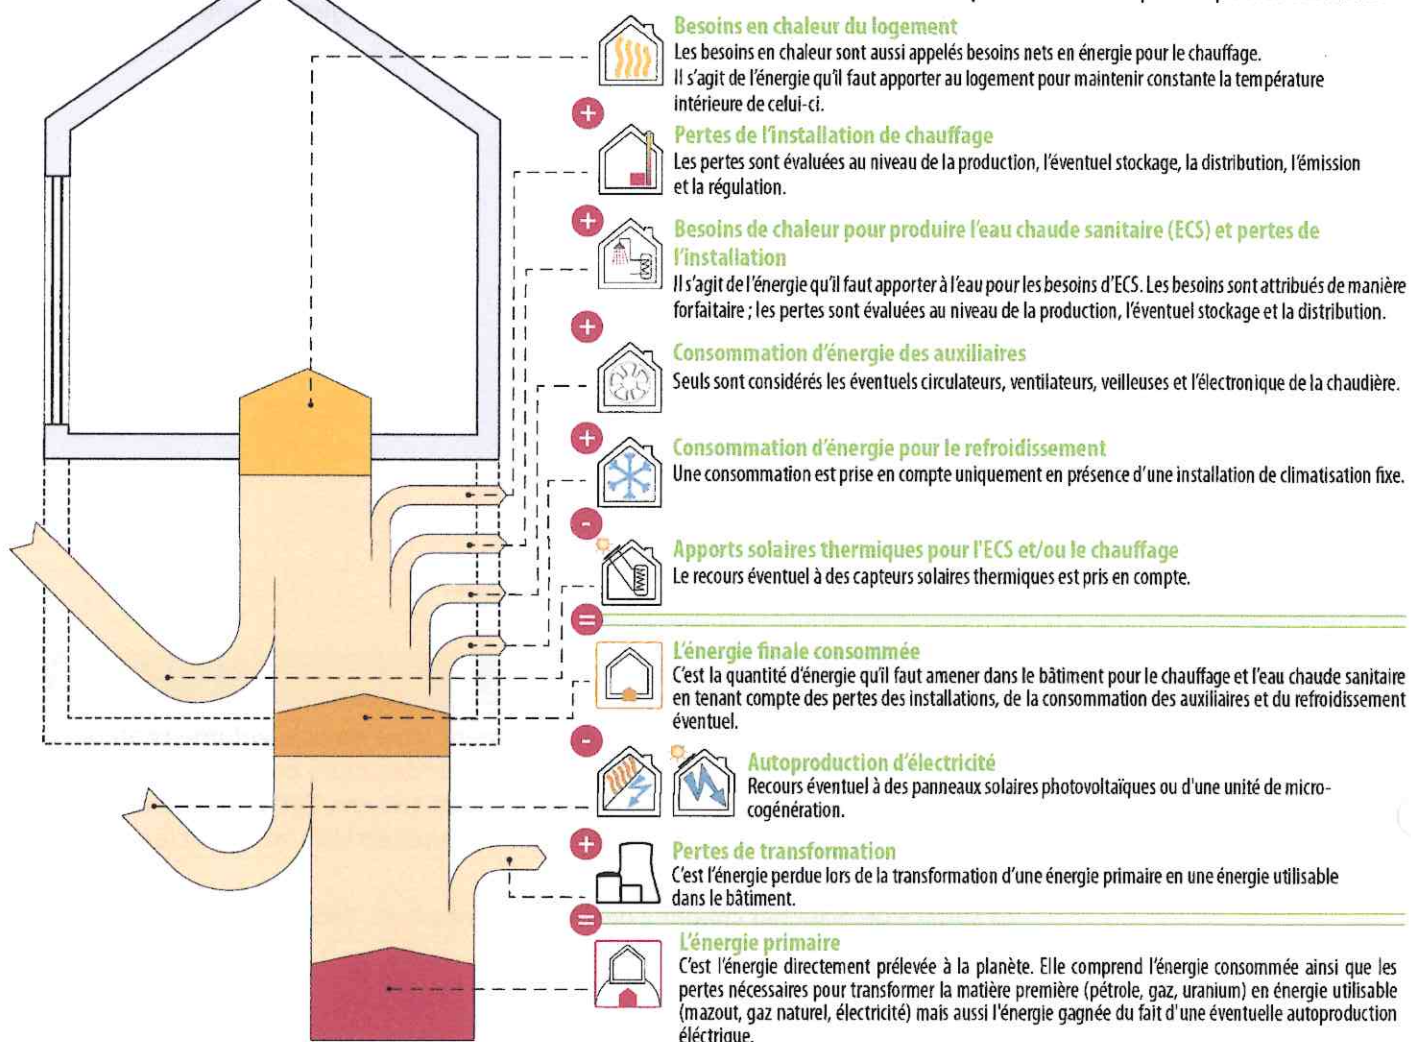 Besoins en chaleur du logement
Les besoins en chaleur sont aussi appelés besoins nets en énergie pour le chauffage.
Il s'agit de l'énergie qu'il faut apporter au logement pour maintenir constante la température
intérieure de celui-ci.
+
Pertes de l'installation de chauffage
Les pertes sont évaluées au niveau de la production, l'éventuel stockage, la distribution, l'émission
et la régulation.
+
Besoins de chaleur pour produire l'eau chaude sanitaire (ECS) et pertes de
l'installation
Il s'agit de l'énergie qu'il faut apporter à l'eau pour les besoins d'ECS. Les besoins sont attribués de manière
forfaitaire ; les pertes sont évaluées au niveau de la production, l'éventuel stockage et la distribution.
+
Consommation d'énergie des auxiliaires
Seuls sont considérés les éventuels circulateurs, ventilateurs, veilleuses et l'électronique de la chaudière.
+
Consommation d'énergie pour le refroidissement
Une consommation est prise en compte uniquement en présence d'une installation de climatisation fixe.
-
Apports solaires thermiques pour l'ECS et/ou le chauffage
Le recours éventuel à des capteurs solaires thermiques est pris en compte.
=
L'énergie finale consommée
C'est la quantité d'énergie qu'il faut amener dans le bâtiment pour le chauffage et l'eau chaude sanitaire
en tenant compte des pertes des installations, de la consommation des auxiliaires et du refroidissement
éventuel.
-
Autoproduction d'électricité
Recours éventuel à des panneaux solaires photovoltaïques ou d'une unité de micro-
cogénération.
+
Pertes de transformation
C'est l'énergie perdue lors de la transformation d'une énergie primaire en une énergie utilisable
dans le bâtiment.
=
L'énergie primaire
C'est l'énergie directement prélevée à la planète. Elle comprend l'énergie consommée ainsi que les
pertes nécessaires pour transformer la matière première (pétrole, gaz, uranium) en énergie utilisable
(mazout, gaz naturel, électricité) mais aussi l'énergie gagnée du fait d'une éventuelle autoproduction
éléctrique.